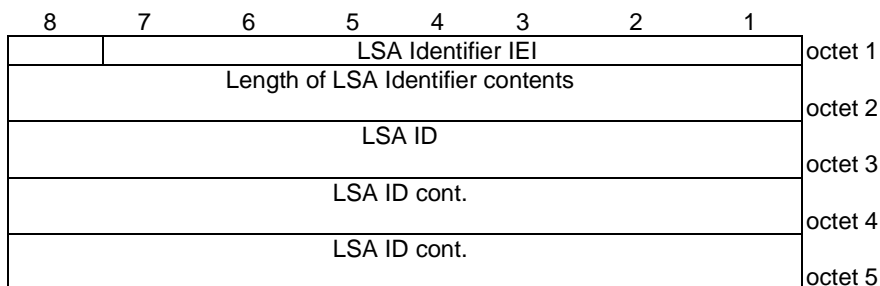 8 7 6 5 4 3 2 1
LSA Identifier IEI octet 1
Length of LSA Identifier contents
octet 2
LSA ID
octet 3
LSA ID cont.
octet 4
LSA ID cont.
octet 5